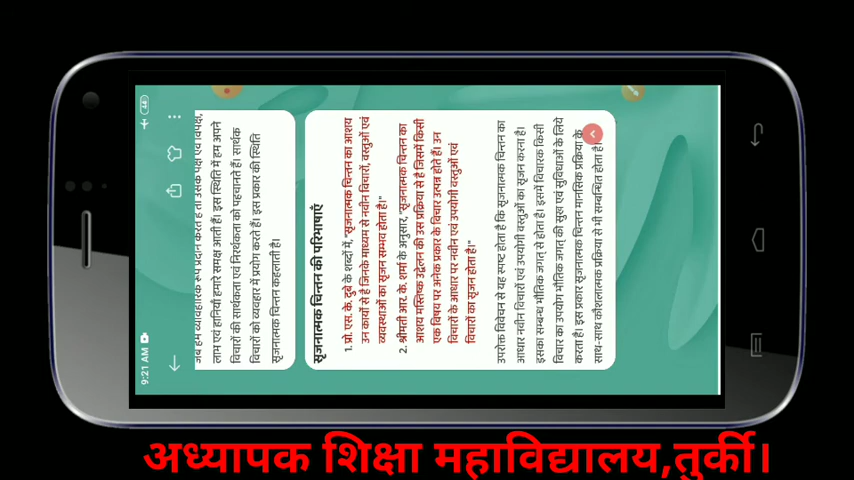 9:21 AM
48
जब हम व्यावहारिक रूप प्रदान करते हैं तो उसके पक्ष एवं विपक्ष,
लाभ एवं हानियाँ हमारे समक्ष आती हैं। इस स्थिति में हम अपने
विचारों की सार्थकता एवं निरर्थकता को पहचानते हैं। सार्थक
विचारों को व्यवहार में प्रयोग करते हैं। इस प्रकार की स्थिति
सृजनात्मक चिन्तन कहलाती है।
सृजनात्मक चिन्तन की परिभाषाएँ
1. प्रो. एस. के. दुबे के शब्दों में, "सृजनात्मक चिन्तन का आशय
उन कार्यों से है जिनके माध्यम से नवीन विचारों, वस्तुओं एवं
व्यवस्थाओं का सृजन सम्भव होता है।"
2. श्रीमती आर. के. शर्मा के अनुसार, "सृजनात्मक चिन्तन का
आशय मस्तिष्क उद्वेलन की उस प्रक्रिया से है जिसमें किसी
एक विषय पर अनेक प्रकार के विचार उत्पन्न होते हैं। उन
विचारों के आधार पर नवीन एवं उपयोगी वस्तुओं एवं
विचारों का सृजन होता है।"
उपरोक्त विवेचन से यह स्पष्ट होता है कि सृजनात्मक चिन्तन का
आधार नवीन विचारों एवं उपयोगी वस्तुओं का सृजन करना है।
इसका सम्बन्ध भौतिक जगत् से होता है। इसमें विचारक किसी
विचार का उपयोग भौतिक जगत् की सुख एवं सुविधाओं के लिये
करता है। इस प्रकार सृजनात्मक चिन्तन मानसिक प्रक्रिया के
साथ-साथ कौशलात्मक प्रक्रिया से भी सम्बन्धित होता है।
अध्यापक शिक्षा महाविद्यालय,तुर्की।